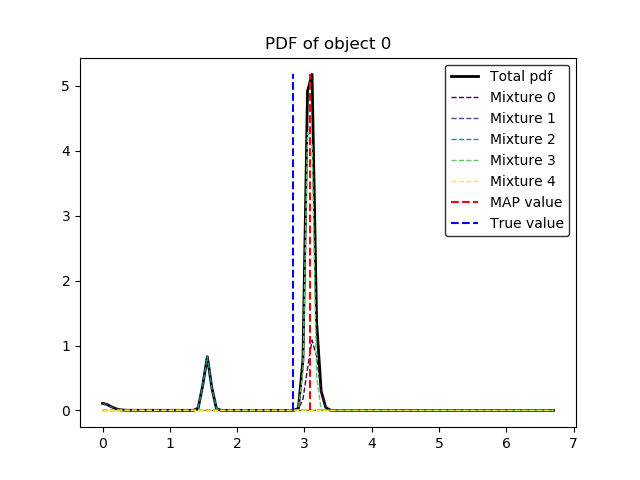 PDF of object 0
Total pdf
Mixture 0
Mixture 1
Mixture 2
Mixture 3
Mixture 4
MAP value
True value
5
4
3
2
1
0
0 1 2 3 4 5 6 7